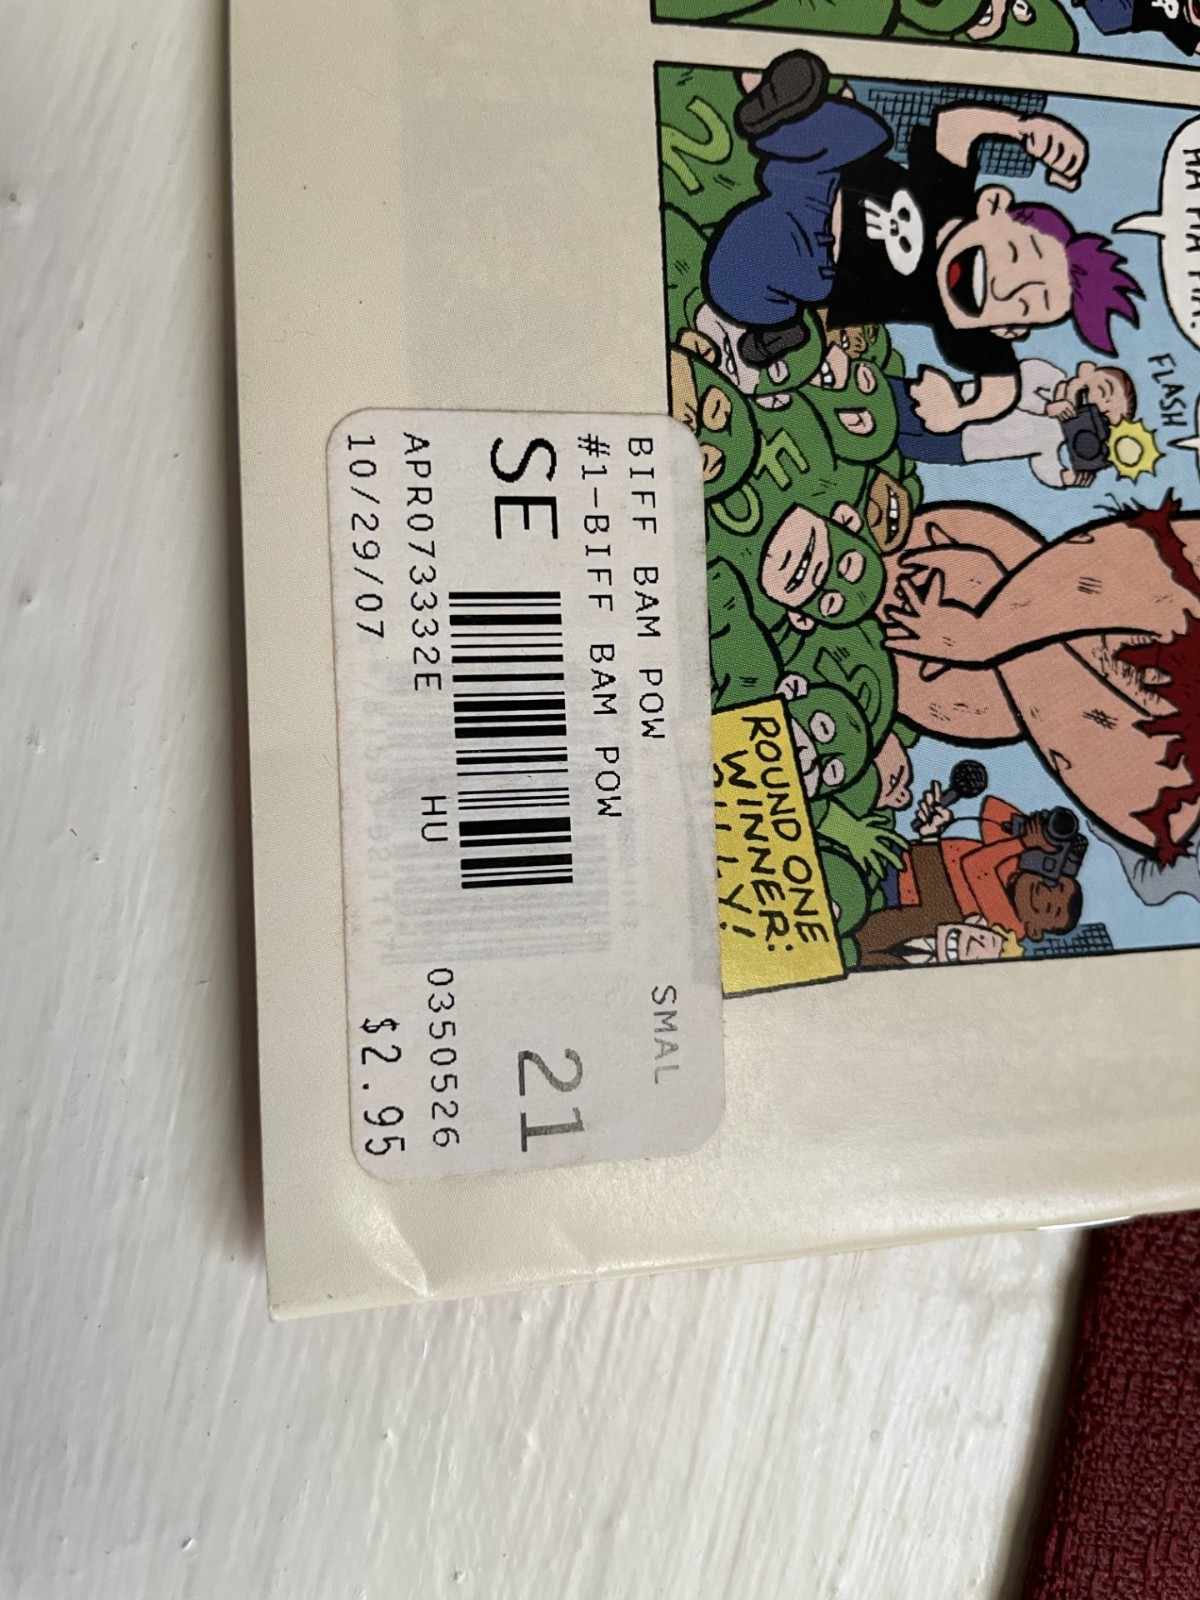 BIFF BAM POW
SMAL
#1-BIFF BAM POW
SE
21
APR073332E HU 0350526
10/29/07 $2.95
HA HA HA
FLASH
ROUND ONE
WINNER: